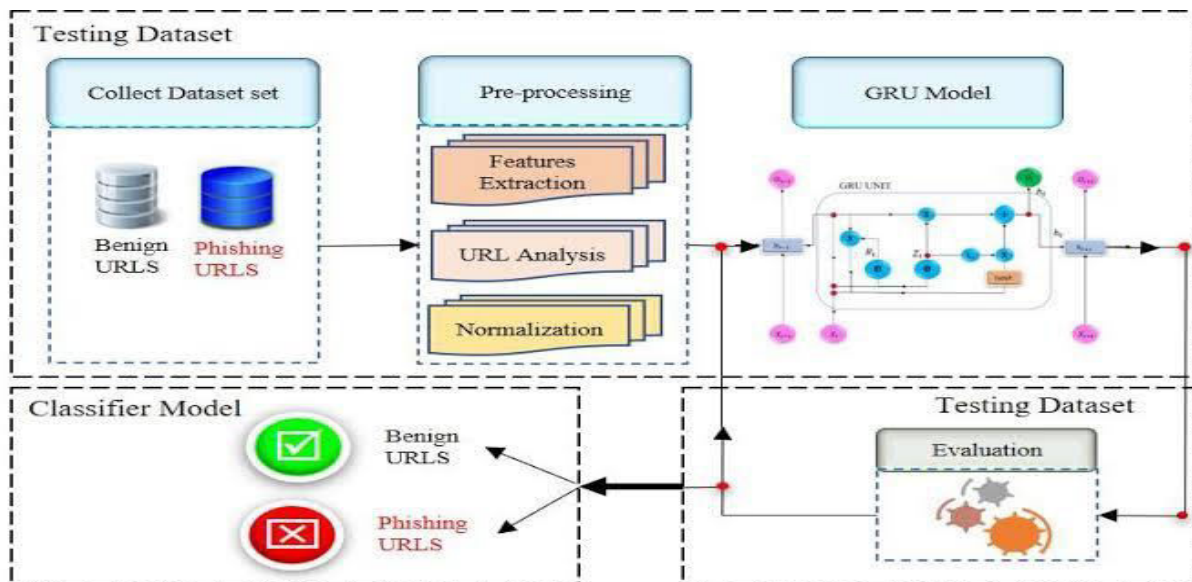 Testing Dataset
Collect Dataset set
Benign
URLS
Phishing
URLS
Pre-processing
Features
Extraction
URL Analysis
Normalization
GRU Model
GRU UNIT
Classifier Model
Benign
URLS
Phishing
URLS
Testing Dataset
Evaluation